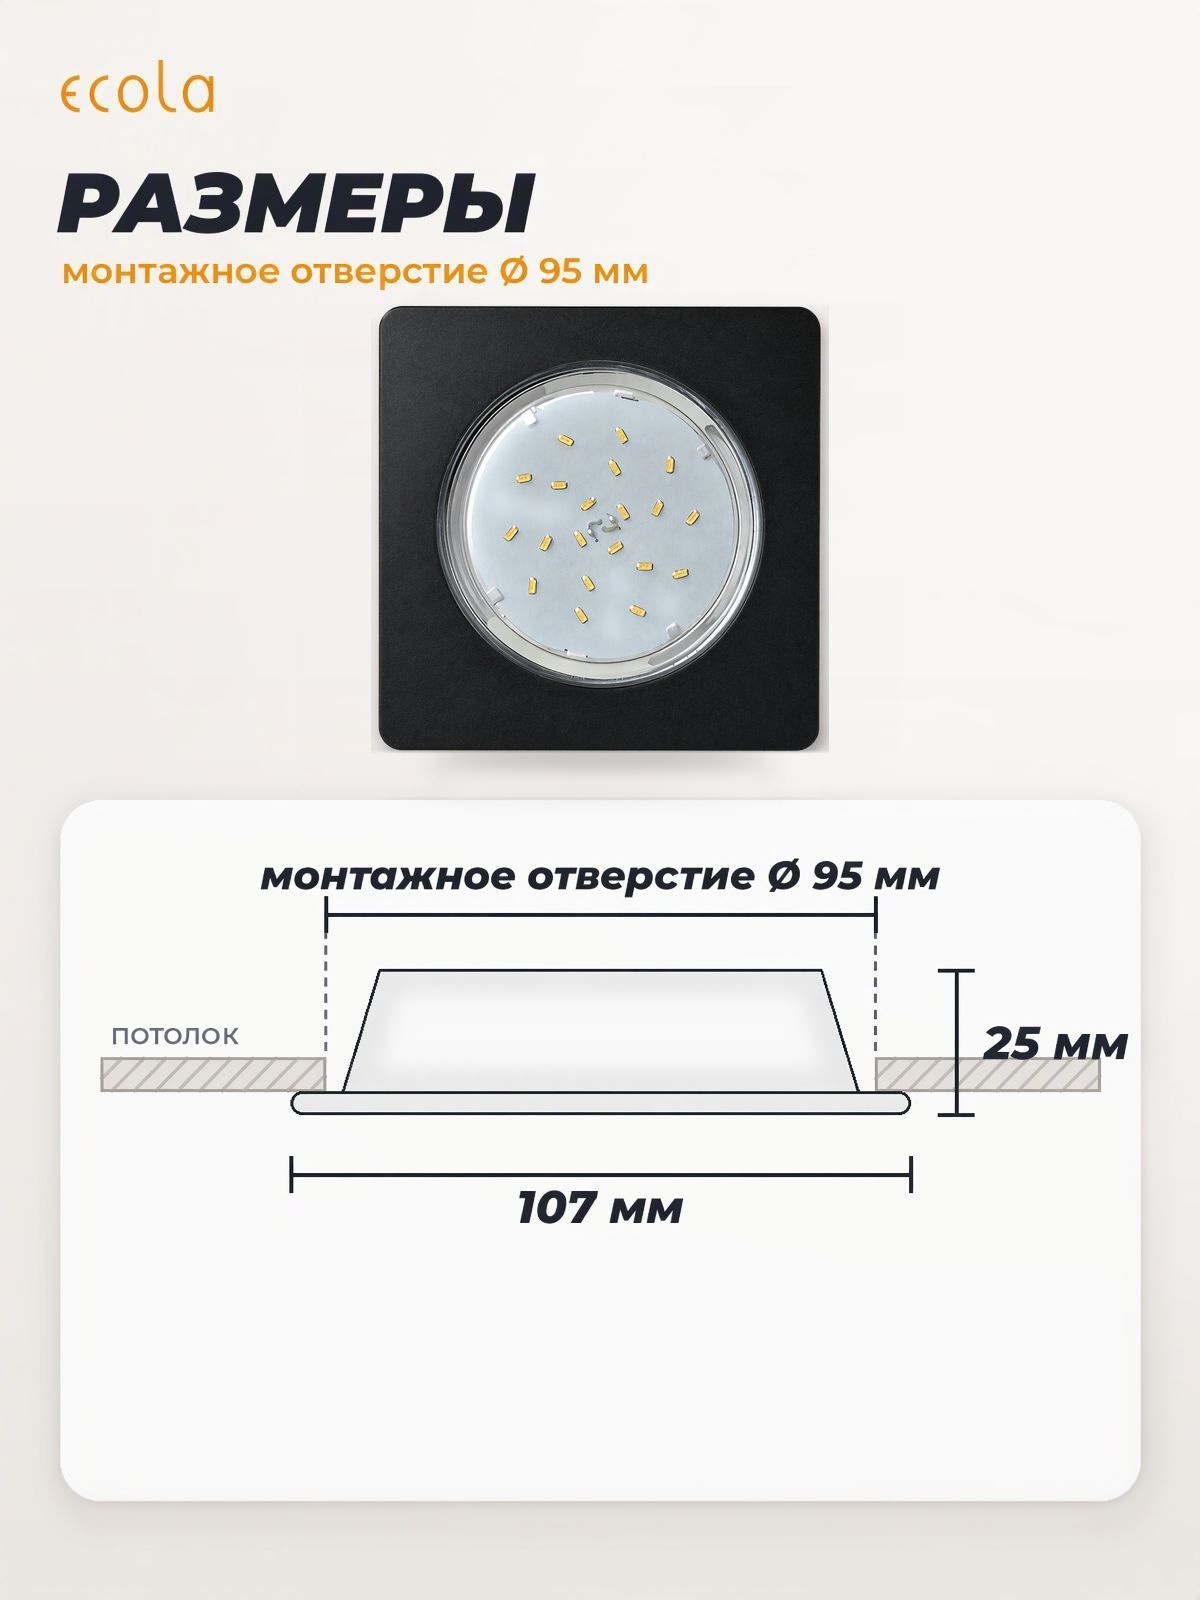 ecola
РАЗМЕРЫ
монтажное отверстие Ø 95 мм
монтажное отверстие Ø 95 мм
потолок
25 мм
107 мм